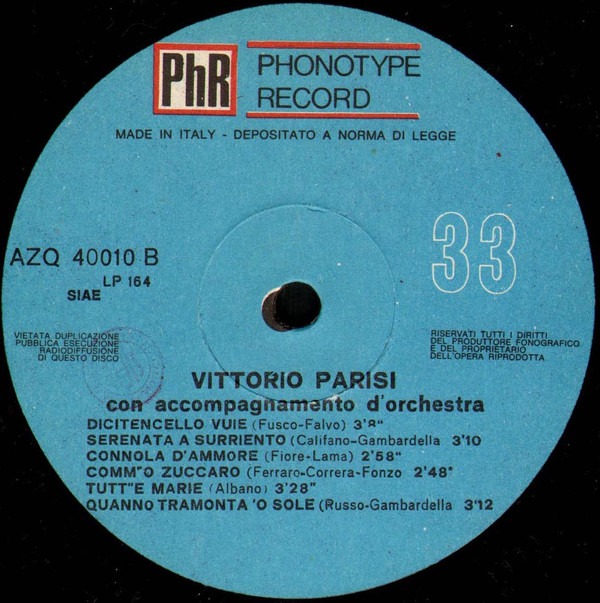 PhR
PHONOTYPE
RECORD
MADE IN ITALY - DEPOSITATO A NORMA DI LEGGE
33
AZQ 40010 B
LP 164
SIAE
VIETATA DUPLICAZIONE
PUBBLICA ESECUZIONE
RADIODIFFUSIONE
DI QUESTO DISCO
RISERVATI TUTTI I DIRITTI
DEL PRODUTTORE FONOGRAFICO
E DEL PROPRIETARIO
DELL'OPERA RIPRODOTTA
VITTORIO PARISI
con accompagnamento d'orchestra
DICITENCELLO VUIE (Fusco-Falvo) 3'8"
SERENATA A SURRIENTO (Califano-Gambardella 3'10
CONNOLA D'AMMORE (Fiore-Lama) 2'58"
COMM"O ZUCCARO (Ferraro-Correra-Fonzo 2'48"
TUTT"E MARIE (Albano) 3'28"
QUANNO TRAMONTA 'O SOLE (Russo-Gambardella 3'12